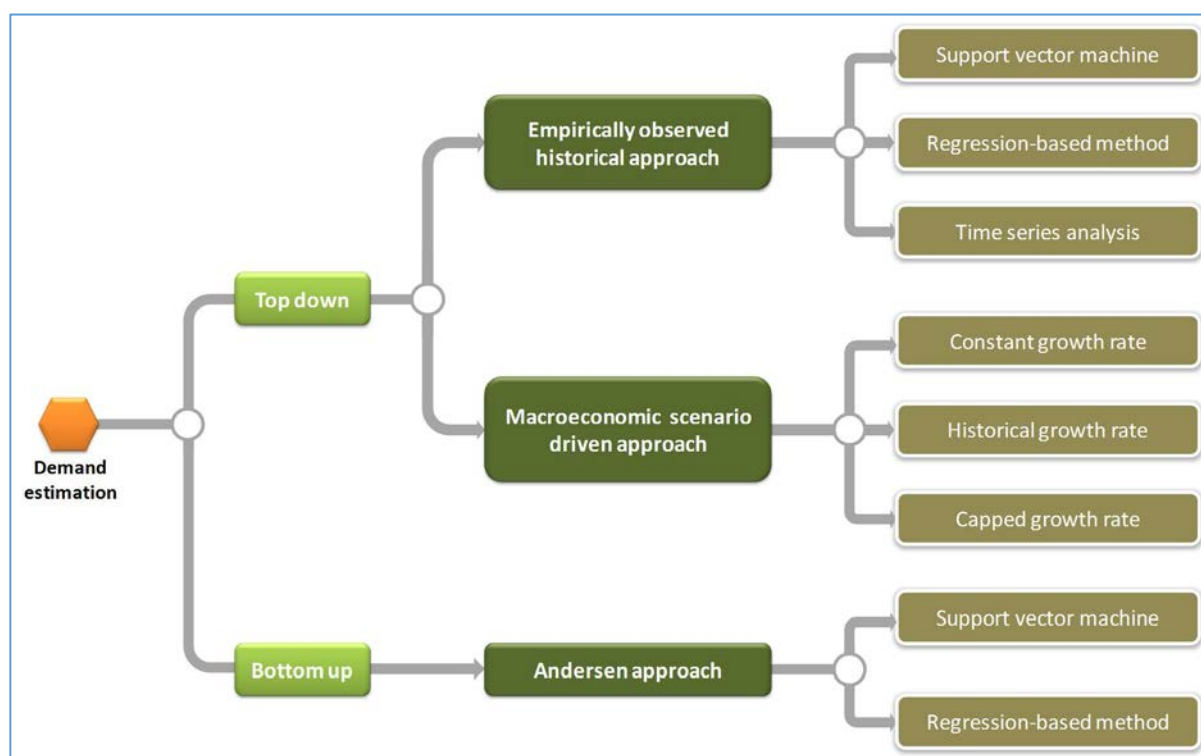 Support vector machine
Empirically observed
historical approach
Regression-based method
Time series analysis
Top down
Constant growth rate
Macroeconomic scenario
driven approach
Historical growth rate
Capped growth rate
Demand
estimation
Support vector machine
Bottom up
Andersen approach
Regression-based method